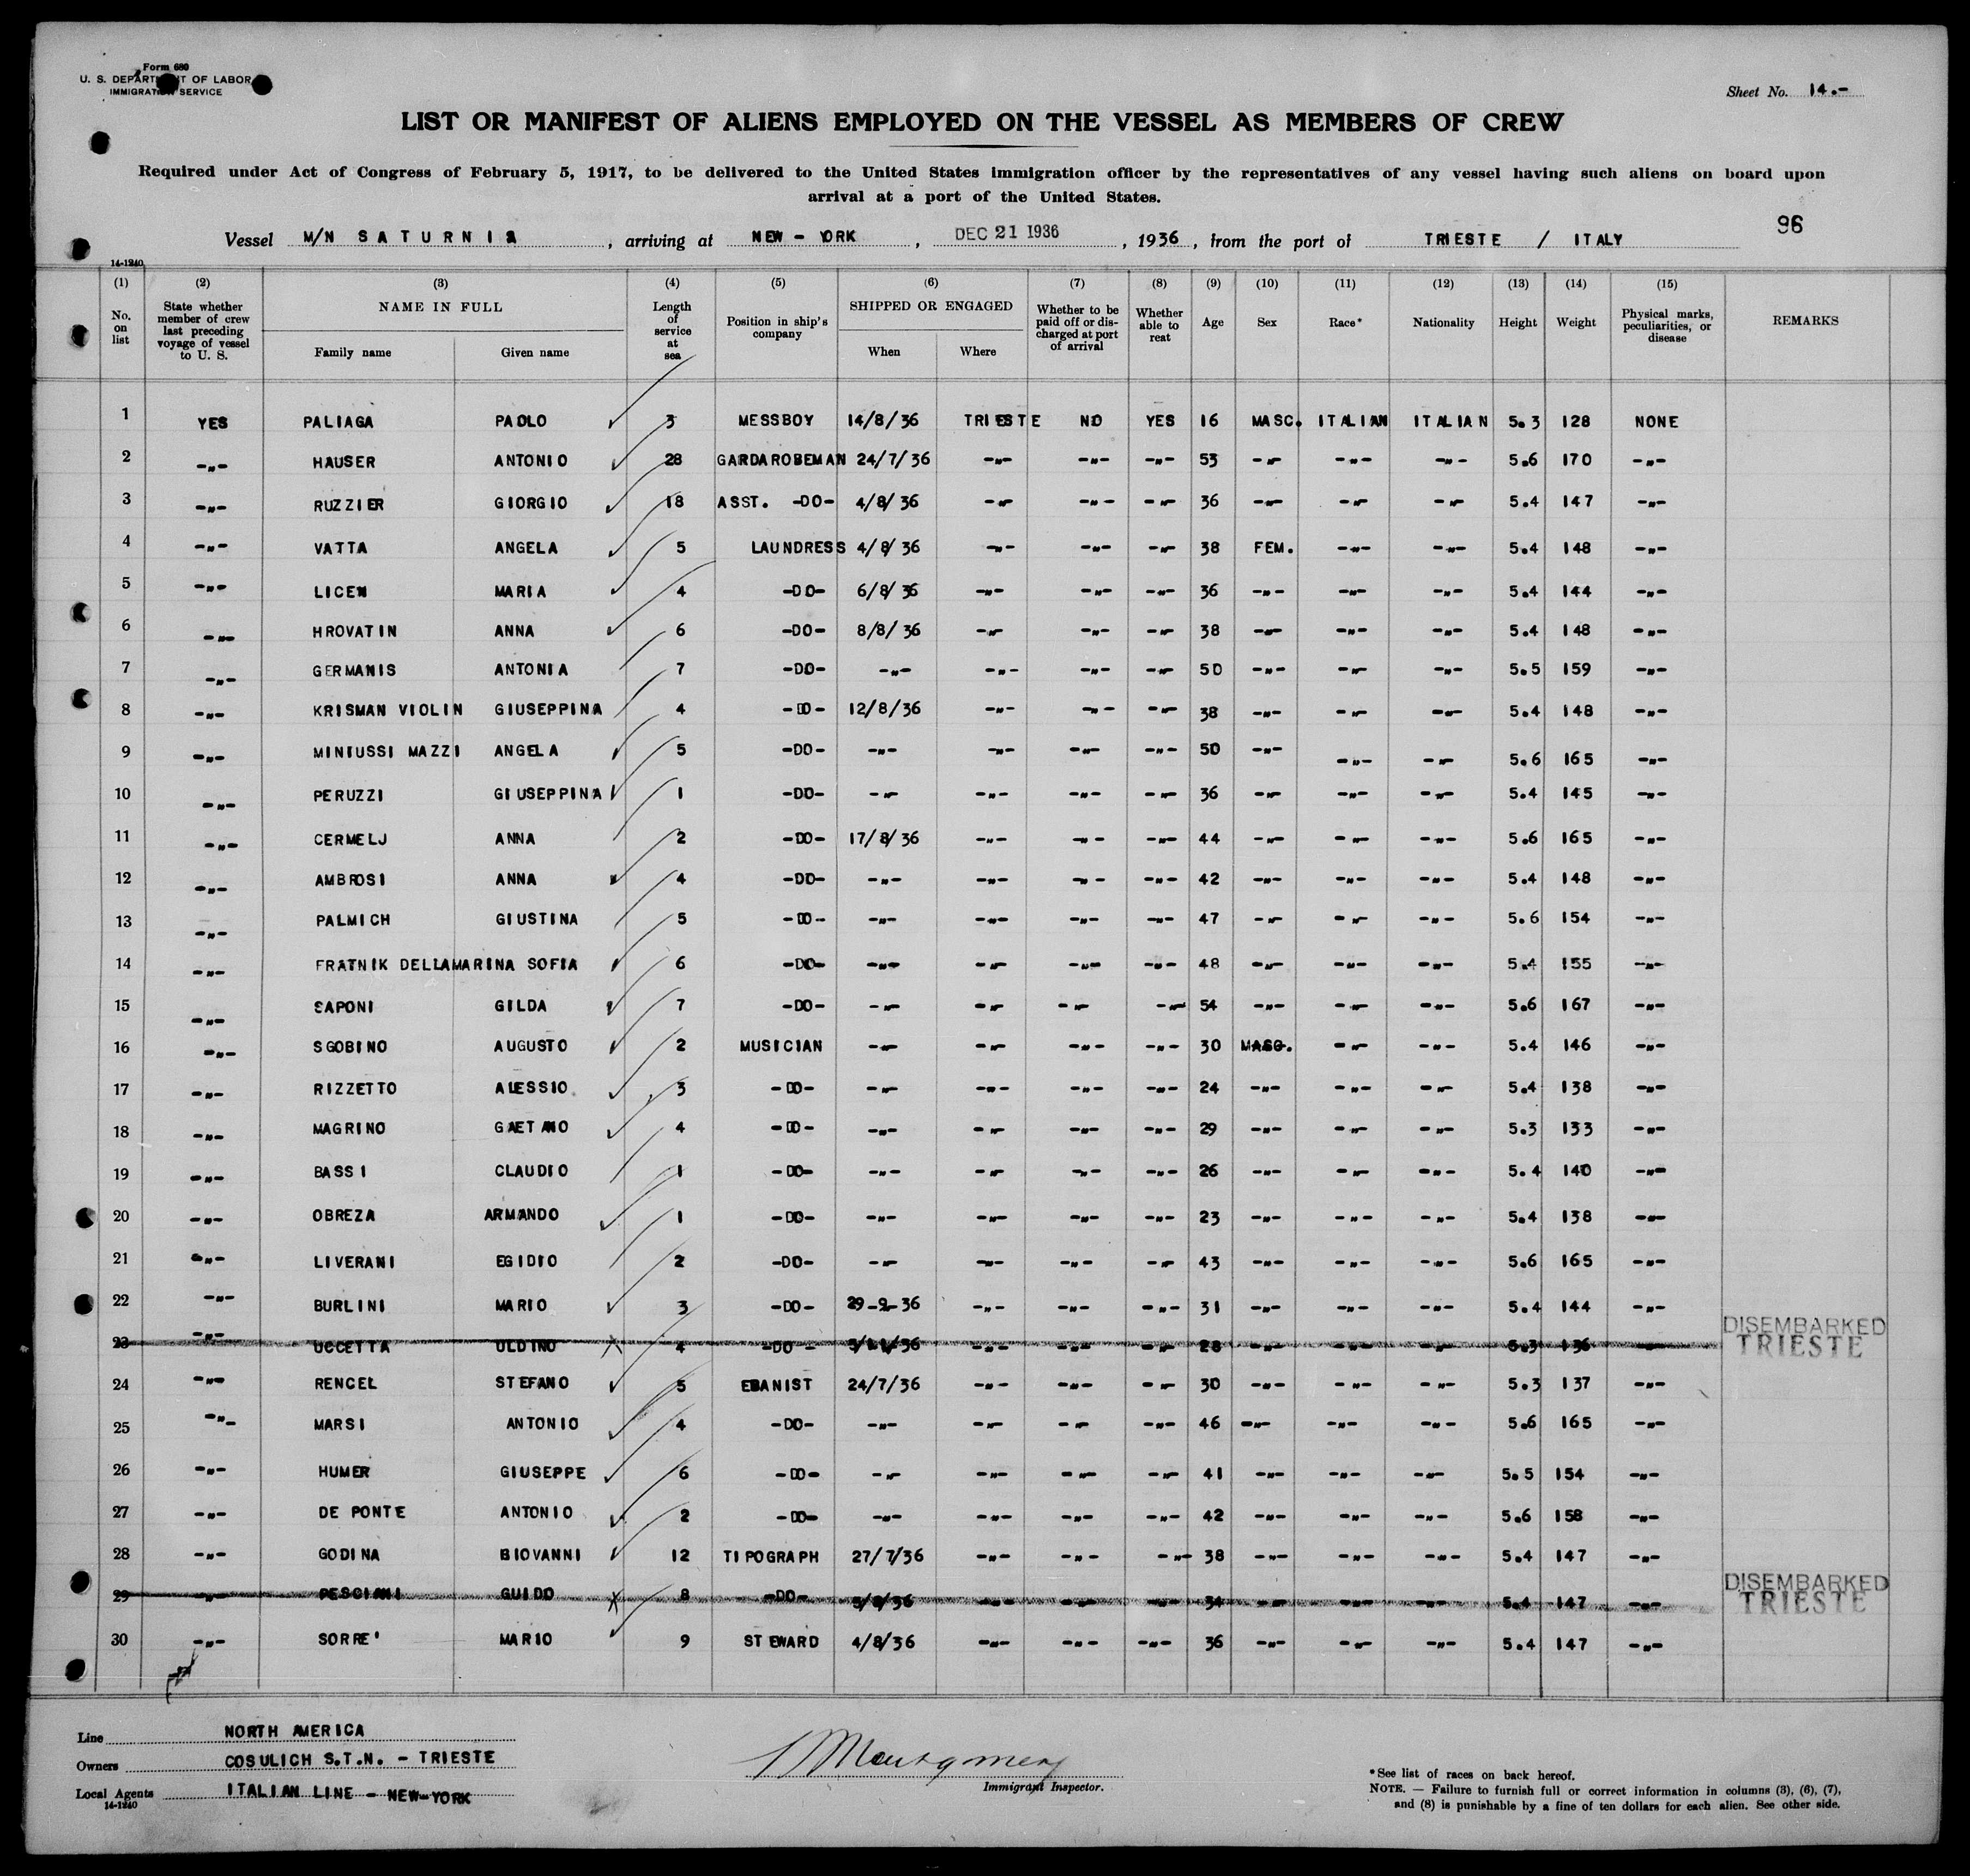 Form 680
U. S. DEPARTMENT OF LABOR
IMMIGRATION SERVICE
Sheet No. 14.-
LIST OR MANIFEST OF ALIENS EMPLOYED ON THE VESSEL AS MEMBERS OF CREW
Required under Act of Congress of February 5, 1917, to be delivered to the United States immigration officer by the representatives of any vessel having such aliens on board upon
arrival at a port of the United States.
96
Vessel M/N SATURNIA, arriving at NEW-YORK, DEC 21 1936, 1936, from the port of TRIESTE / ITALY
14-1240
(1) (2) (3) (4) (5) (6) (7) (8) (9) (10) (11) (12) (13) (14) (15)
No. on list State whether member of crew last preceding voyage of vessel to U. S. NAME IN FULL Family name Given name Length of service at sea Position in ship's company SHIPPED OR ENGAGED When Where Whether to be paid off or discharged at port of arrival Whether able to reat Age Sex Race* Nationality Height Weight Physical marks, peculiarities, or disease REMARKS
1 YES PALIAGA PAOLO 3 MESSBOY 14/8/36 TRIESTE NO YES 16 MASC. ITALIAN ITALIAN 5.3 128 NONE
2 -"- HAUSER ANTONIO 28 GARDAROBEMAN 24/7/36 -"- -"- -"- 53 -"- -"- -"- 5.6 170 -"-
3 -"- RUZZIER GIORGIO 18 ASST. -DO- 4/8/36 -"- -"- -"- 36 -"- -"- -"- 5.4 147 -"-
4 -"- VATTA ANGELA 5 LAUNDRESS 4/8/36 -"- -"- -"- 38 FEM. -"- -"- 5.4 148 -"-
5 -"- LICEN MARIA 4 -DO- 6/8/36 -"- -"- -"- 36 -"- -"- -"- 5.4 144 -"-
6 -"- HROVATIN ANNA 6 -DO- 8/8/36 -"- -"- -"- 38 -"- -"- -"- 5.4 148 -"-
7 -"- GERMANIS ANTONIA 7 -DO- -"- -"- -"- -"- 50 -"- -"- -"- 5.5 159 -"-
8 -"- KRISMAN VIOLIN GIUSEPPINA 4 -DO- 12/8/36 -"- -"- -"- 38 -"- -"- -"- 5.4 148 -"-
9 -"- MINIUSSI MAZZI ANGELA 5 -DO- -"- -"- -"- -"- 50 -"- -"- -"- 5.6 165 -"-
10 -"- PERUZZI GIUSEPPINA 1 -DO- -"- -"- -"- -"- 36 -"- -"- -"- 5.4 145 -"-
11 -"- CERMELJ ANNA 2 -DO- 17/8/36 -"- -"- -"- 44 -"- -"- -"- 5.6 165 -"-
12 -"- AMBROSI ANNA 4 -DO- -"- -"- -"- -"- 42 -"- -"- -"- 5.4 148 -"-
13 -"- PALMICH GIUSTINA 5 -DO- -"- -"- -"- -"- 47 -"- -"- -"- 5.6 154 -"-
14 -"- FRATNIK DELLAMARINA SOFIA 6 -DO- -"- -"- -"- -"- 48 -"- -"- -"- 5.4 155 -"-
15 -"- SAPONI GILDA 7 -DO- -"- -"- -"- -"- 54 -"- -"- -"- 5.6 167 -"-
16 -"- SGOBINO AUGUSTO 2 MUSICIAN -"- -"- -"- -"- 30 MASC. -"- -"- 5.4 146 -"-
17 -"- RIZZETTO ALESSIO 3 -DO- -"- -"- -"- -"- 24 -"- -"- -"- 5.4 138 -"-
18 -"- MAGRINO GAETANO 4 -DO- -"- -"- -"- -"- 29 -"- -"- -"- 5.3 133 -"-
19 -"- BASSI CLAUDIO 1 -DO- -"- -"- -"- -"- 26 -"- -"- -"- 5.4 140 -"-
20 -"- OBREZA ARMANDO 1 -DO- -"- -"- -"- -"- 23 -"- -"- -"- 5.4 138 -"-
21 -"- LIVERANI EGIDIO 2 -DO- -"- -"- -"- -"- 43 -"- -"- -"- 5.6 165 -"-
22 -"- BURLINI MARIO 3 -DO- 29-9-36 -"- -"- -"- 31 -"- -"- -"- 5.4 144 -"-
23 -"- UCCETTA ULDINO 4 -DO- 3/11/36 -"- -"- -"- 28 -"- -"- -"- 5.3 136 -"- DISEMBARKED TRIESTE
24 -"- RENCEL STEFANO 5 EBANIST 24/7/36 -"- -"- -"- 30 -"- -"- -"- 5.3 137 -"-
25 -"- MARSI ANTONIO 4 -DO- -"- -"- -"- -"- 46 -"- -"- -"- 5.6 165 -"-
26 -"- HUMER GIUSEPPE 6 -DO- -"- -"- -"- -"- 41 -"- -"- -"- 5.5 154 -"-
27 -"- DE PONTE ANTONIO 2 -DO- -"- -"- -"- -"- 42 -"- -"- -"- 5.6 158 -"-
28 -"- GODINA BIOVANNI 12 TIPOGRAPH 27/7/36 -"- -"- -"- 38 -"- -"- -"- 5.4 147 -"-
29 -"- PESCIANI GUIDO 8 -DO- -"- -"- -"- 34 -"- -"- -"- 5.4 147 -"- DISEMBARKED TRIESTE
30 -"- SORRE' MARIO 9 STEWARD 4/8/36 -"- -"- -"- 36 -"- -"- -"- 5.4 147 -"-
Line NORTH AMERICA
Owners COSULICH S.T.N. - TRIESTE
Local Agents ITALIAN LINE - NEW-YORK
14-1240
Montgomery
Immigrant Inspector.
*See list of races on back hereof.
NOTE. — Failure to furnish full or correct information in columns (3), (6), (7),
and (8) is punishable by a fine of ten dollars for each alien. See other side.